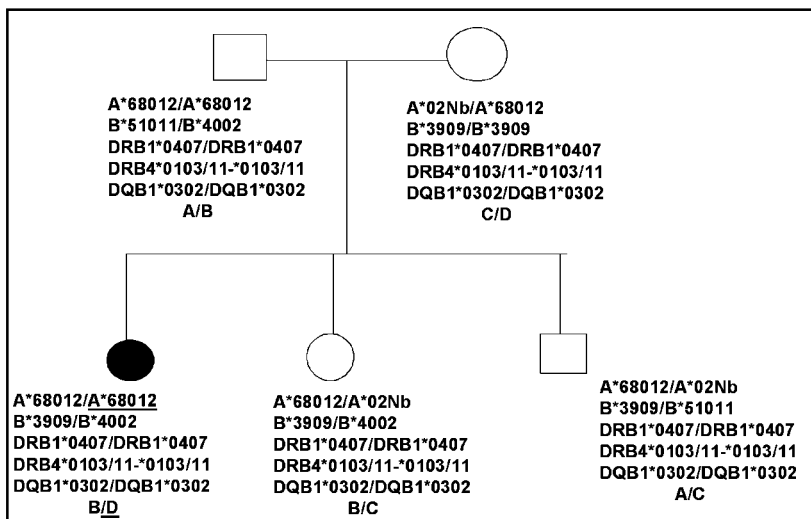 A*68012/A*68012
B*51011/B*4002
DRB1*0407/DRB1*0407
DRB4*0103/11-*0103/11
DQB1*0302/DQB1*0302
A/B
A*02Nb/A*68012
B*3909/B*3909
DRB1*0407/DRB1*0407
DRB4*0103/11-*0103/11
DQB1*0302/DQB1*0302
C/D
A*68012/A*68012
B*3909/B*4002
DRB1*0407/DRB1*0407
DRB4*0103/11-*0103/11
DQB1*0302/DQB1*0302
B/D
A*68012/A*02Nb
B*3909/B*4002
DRB1*0407/DRB1*0407
DRB4*0103/11-*0103/11
DQB1*0302/DQB1*0302
B/C
A*68012/A*02Nb
B*3909/B*51011
DRB1*0407/DRB1*0407
DRB4*0103/11-*0103/11
DQB1*0302/DQB1*0302
A/C